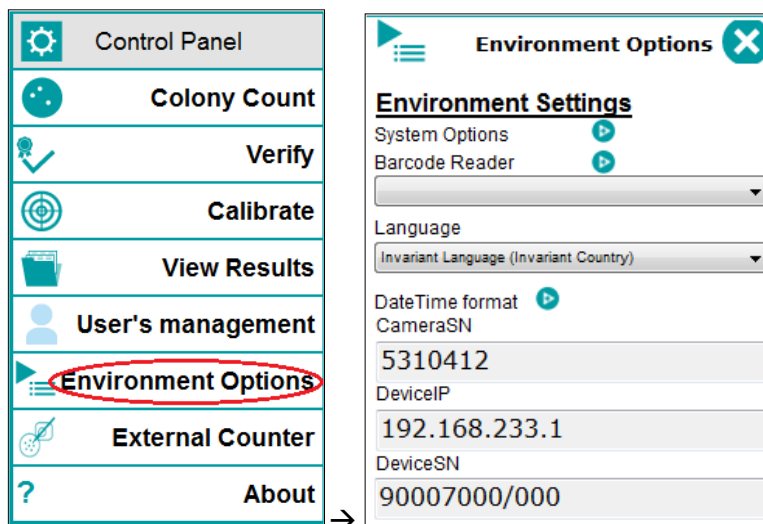 Control Panel
Colony Count
Verify
Calibrate
View Results
User's management
Environment Options
External Counter
? About
→
Environment Options
Environment Settings
System Options
Barcode Reader
Language
Invariant Language (Invariant Country)
DateTime format
CameraSN
5310412
DeviceIP
192.168.233.1
DeviceSN
90007000/000